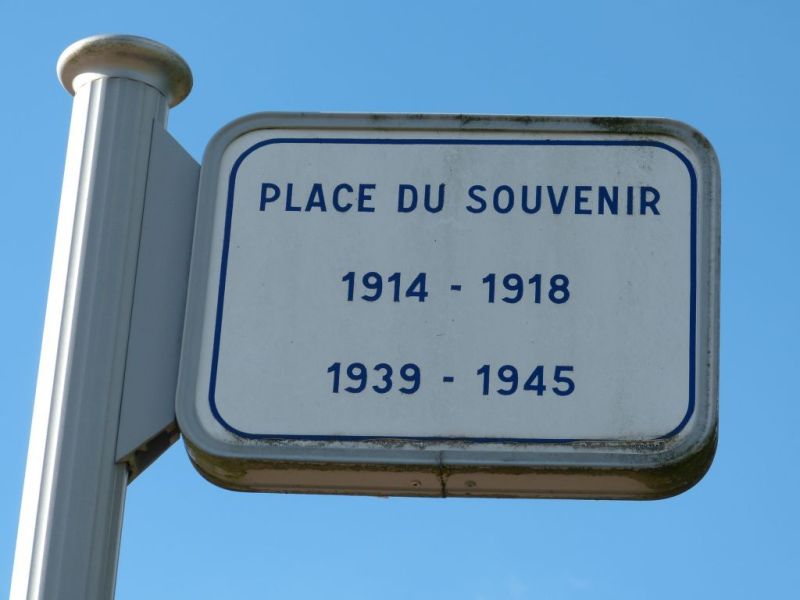 PLACE DU SOUVENIR
1914 - 1918
1939 - 1945